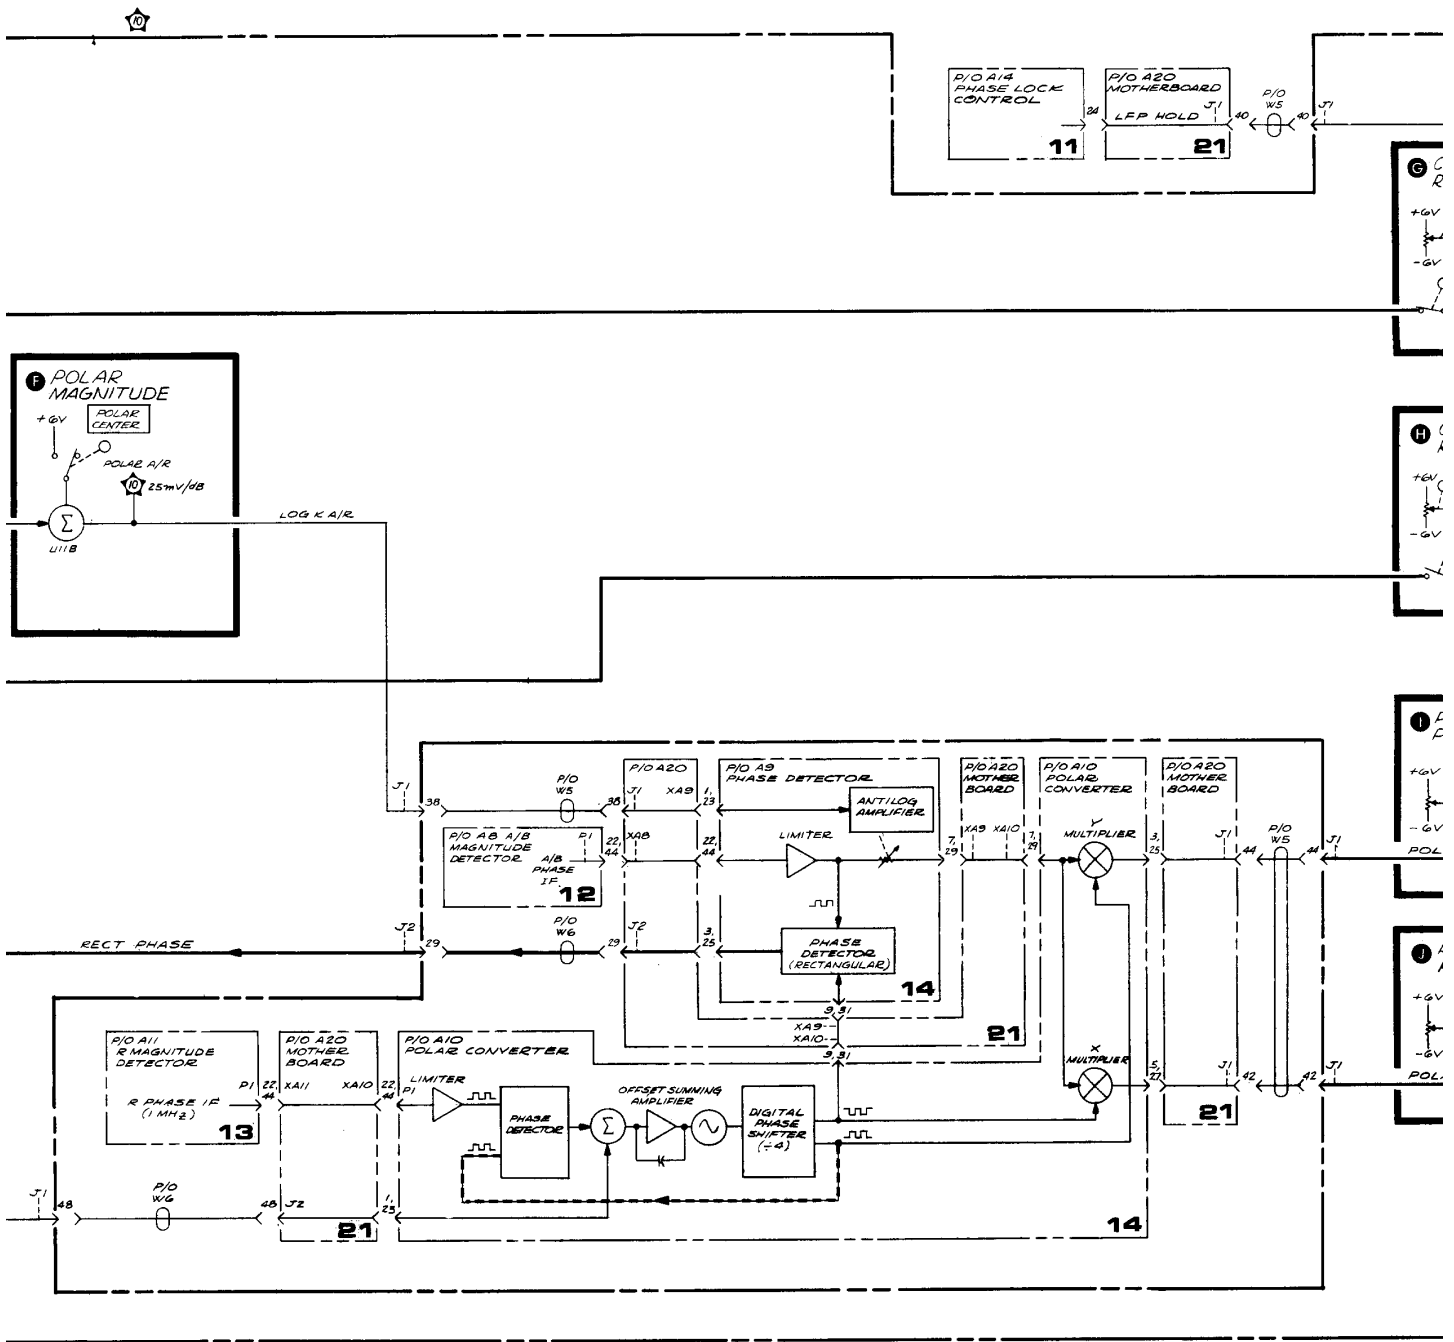 10
P/O A14
PHASE LOCK
CONTROL
11
24
P/O A20
MOTHERBOARD
J1
LFP HOLD
21
40
P/O
W5
40
J1
G
+6V
-6V
F POLAR
MAGNITUDE
+6V
POLAR
CENTER
POLAR A/R
10 25mV/dB
Σ
U11B
LOG K A/R
H
+6V
-6V
I
+6V
-6V
POL
J
+6V
-6V
POL
J1
38
P/O
W5
38
P/O A20
J1
XA9
1,
23
P/O A9
PHASE DETECTOR
ANTILOG
AMPLIFIER
LIMITER
P/O A8 A/B
MAGNITUDE
DETECTOR
P1
A/B
PHASE
IF
12
22,
44
XA8
22,
44
7,
29
P/O A20
MOTHER
BOARD
XA9 XA10
7,
29
P/O A10
POLAR
CONVERTER
Y
MULTIPLIER
3,
25
P/O A20
MOTHER
BOARD
J1
44
P/O
W5
44
J1
RECT PHASE
J2
29
P/O
W6
29
J2
3,
25
PHASE
DETECTOR
(RECTANGULAR)
14
9,31
XA9
XA10
9,31
21
X
MULTIPLIER
5,
27
J1
42
42
J1
21
P/O A11
R MAGNITUDE
DETECTOR
P1
R PHASE IF
(1 MHz)
13
22,
44
XA11
P/O A20
MOTHER
BOARD
XA10
22,
44
P1
P/O A10
POLAR CONVERTER
LIMITER
PHASE
DETECTOR
Σ
OFFSET SUMMING
AMPLIFIER
DIGITAL
PHASE
SHIFTER
(÷4)
J1
48
P/O
W6
48
J2
21
1,
23
14